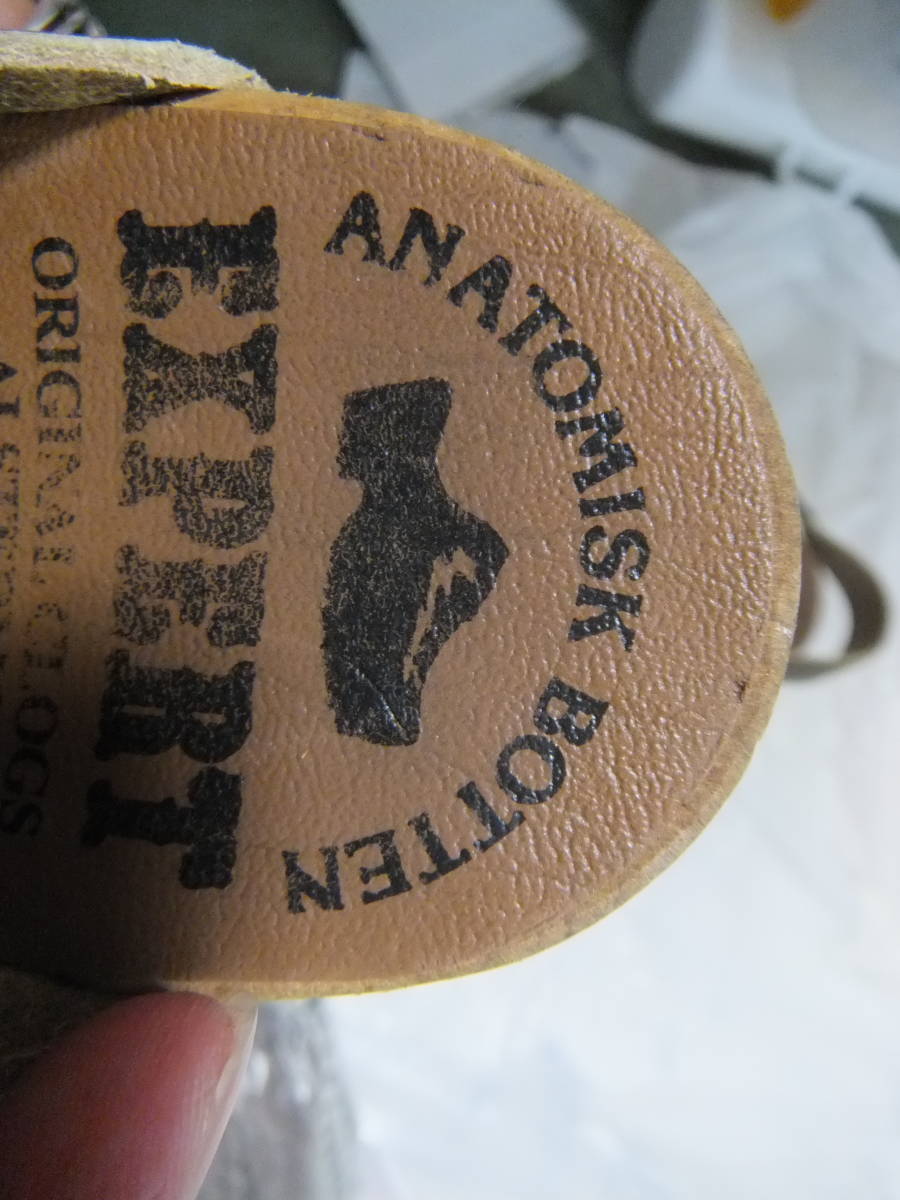 ANATOMISK BOTTEN
EXPERT
ORIGINAL CLOGS